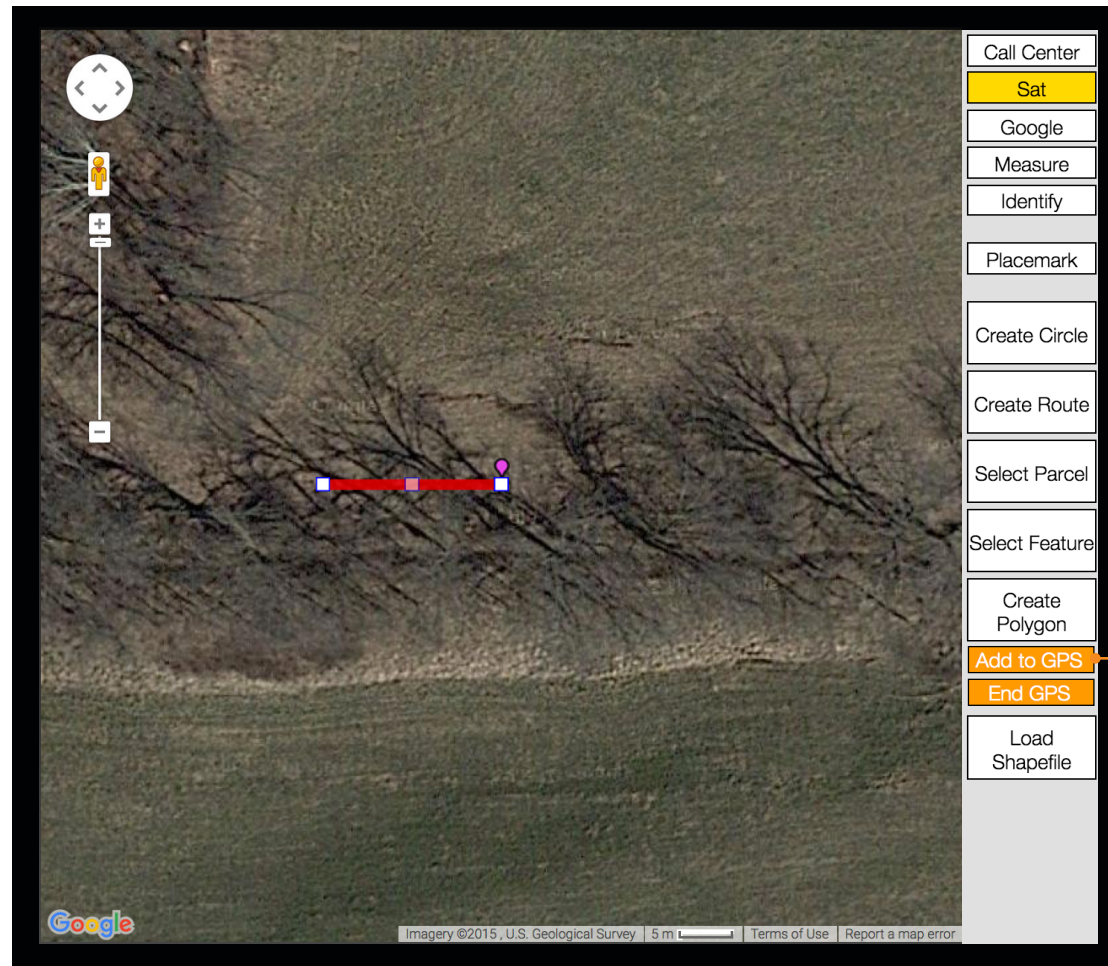 Call Center
Sat
Google
Measure
Identify
Placemark
Create Circle
Create Route
Select Parcel
Select Feature
Create
Polygon
Add to GPS
End GPS
Load
Shapefile
Google
Imagery ©2015 , U.S. Geological Survey
5 m
Terms of Use
Report a map error